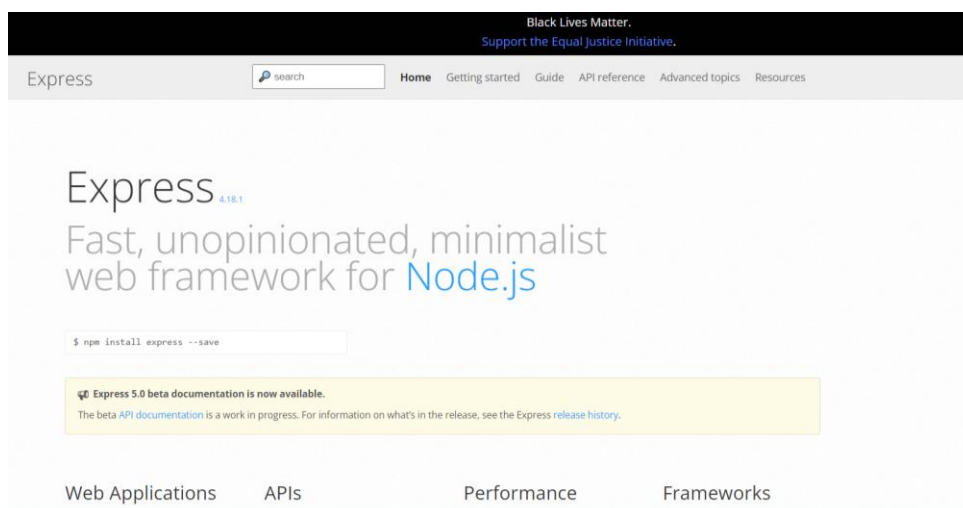 Black Lives Matter.
Support the Equal Justice Initiative.
Express
search
Home Getting started Guide API reference Advanced topics Resources
Express 4.18.1
Fast, unopinionated, minimalist
web framework for Node.js
$ npm install express --save
Express 5.0 beta documentation is now available.
The beta API documentation is a work in progress. For information on what's in the release, see the Express release history.
Web Applications APIs Performance Frameworks